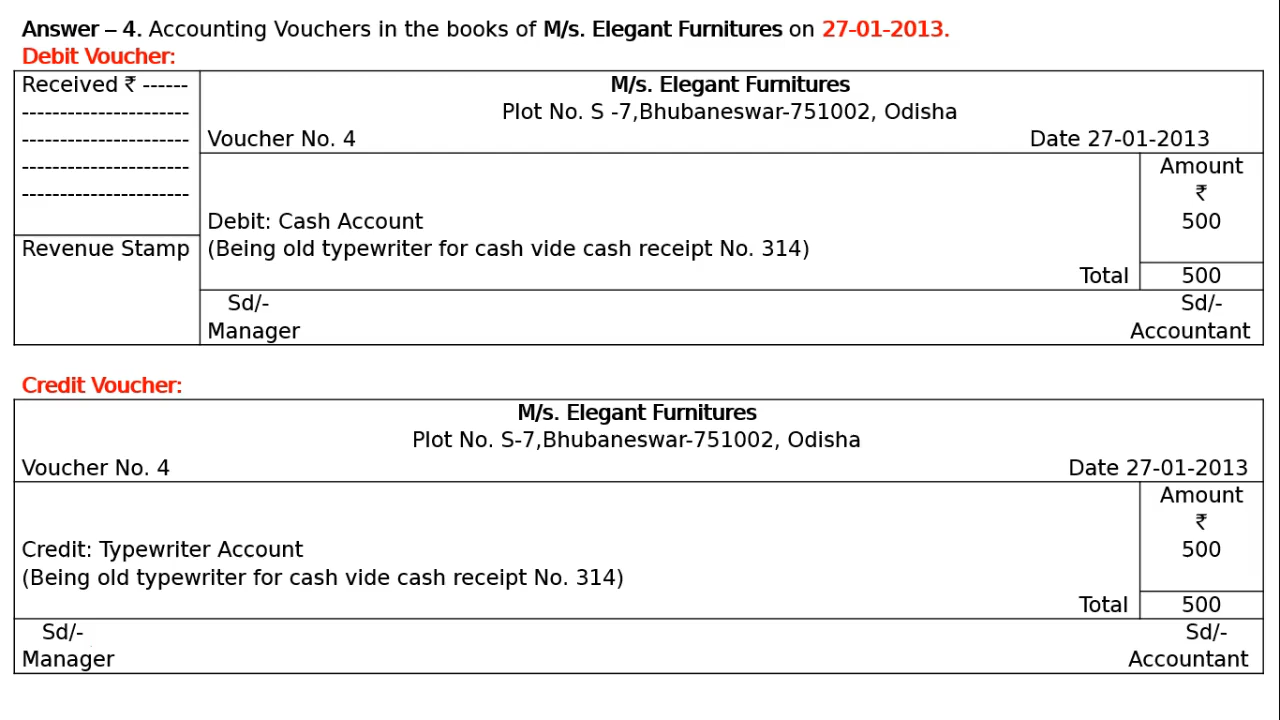 Answer – 4. Accounting Vouchers in the books of M/s. Elegant Furnitures on 27-01-2013.
Debit Voucher:
Received ₹ ------
----------------------
----------------------
----------------------
----------------------
Revenue Stamp
M/s. Elegant Furnitures
Plot No. S -7,Bhubaneswar-751002, Odisha
Voucher No. 4 Date 27-01-2013
Amount
₹
Debit: Cash Account 500
(Being old typewriter for cash vide cash receipt No. 314)
Total 500
Sd/- Sd/-
Manager Accountant
Credit Voucher:
M/s. Elegant Furnitures
Plot No. S-7,Bhubaneswar-751002, Odisha
Voucher No. 4 Date 27-01-2013
Amount
₹
Credit: Typewriter Account 500
(Being old typewriter for cash vide cash receipt No. 314)
Total 500
Sd/- Sd/-
Manager Accountant